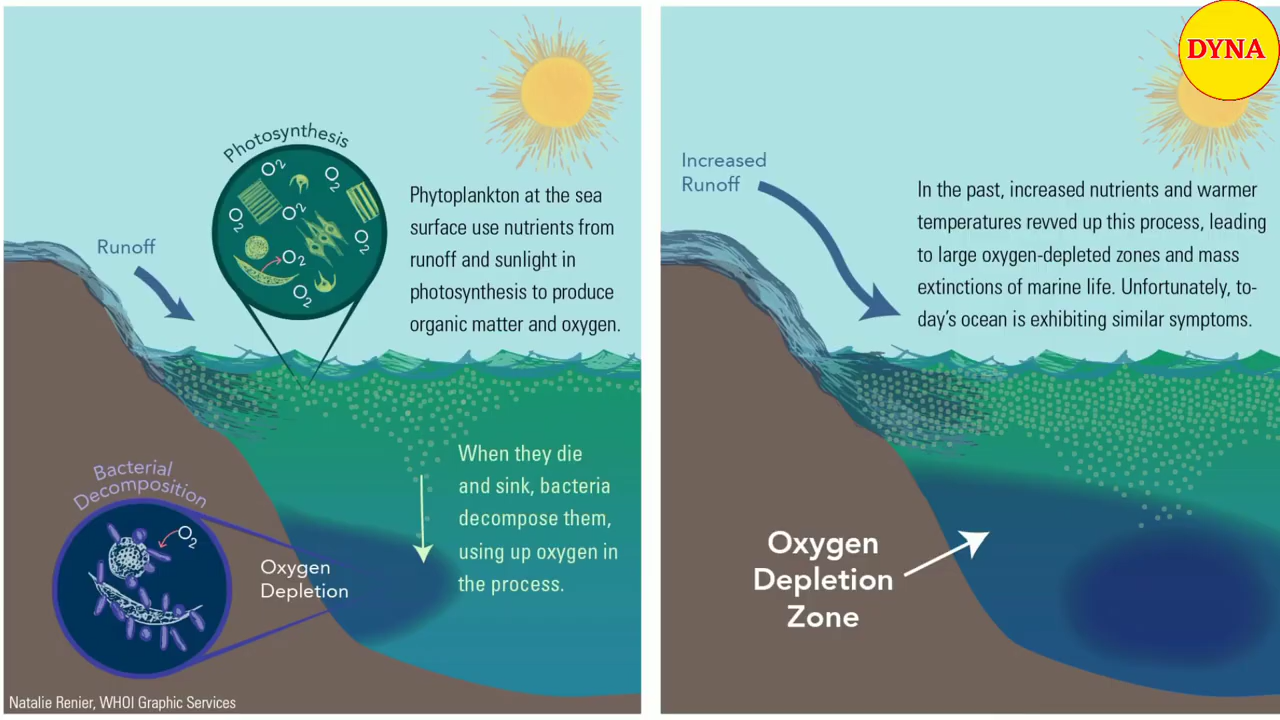 Photosynthesis
O2
O2
O2
O2
O2
O2
O2
Runoff
Phytoplankton at the sea
surface use nutrients from
runoff and sunlight in
photosynthesis to produce
organic matter and oxygen.
When they die
and sink, bacteria
decompose them,
using up oxygen in
the process.
Bacterial
Decomposition
O2
Oxygen
Depletion
Natalie Renier, WHOI Graphic Services
DYNA
Increased
Runoff
In the past, increased nutrients and warmer
temperatures revved up this process, leading
to large oxygen-depleted zones and mass
extinctions of marine life. Unfortunately, to-
day's ocean is exhibiting similar symptoms.
Oxygen
Depletion
Zone